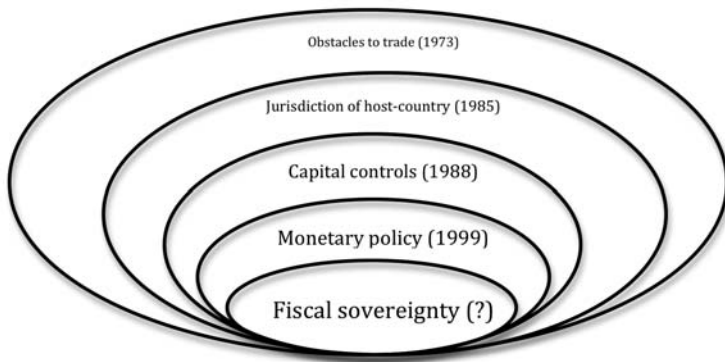 Obstacles to trade (1973)
Jurisdiction of host-country (1985)
Capital controls (1988)
Monetary policy (1999)
Fiscal sovereignty (?)